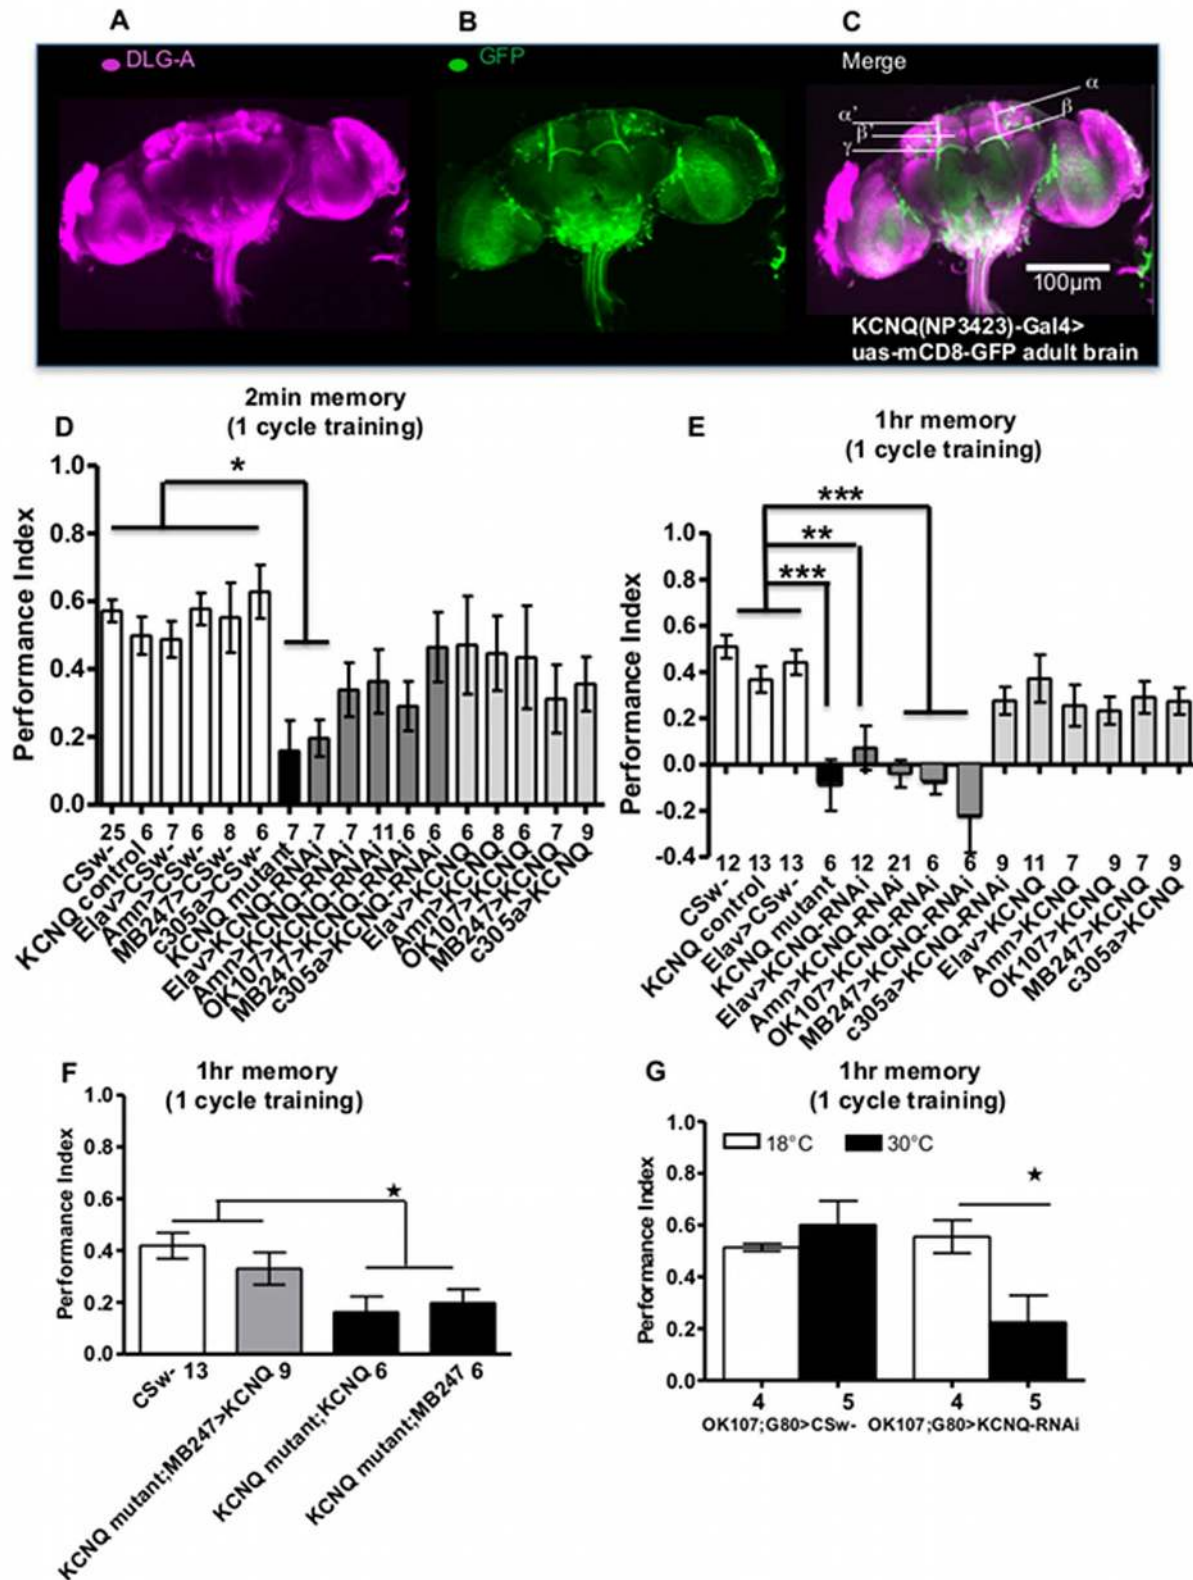 A
B
C
DLG-A
GFP
Merge
α
β
α'
β'
γ
100µm
KCNQ(NP3423)-Gal4>
uas-mCD8-GFP adult brain
D
2min memory
(1 cycle training)
*
Performance Index
1.0
0.8
0.6
0.4
0.2
0.0
25 6 7 6 8 6 7 7 7 11 6 6 6 8 6 7 9
CSw-
KCNQ control
Elav>CSw-
Amn>CSw-
MB247>CSw-
c305a>CSw-
KCNQ mutant
Elav>KCNQ-RNAi
Amn>KCNQ-RNAi
OK107>KCNQ-RNAi
MB247>KCNQ-RNAi
c305a>KCNQ-RNAi
Elav>KCNQ
Amn>KCNQ
OK107>KCNQ
MB247>KCNQ
c305a>KCNQ
E
1hr memory
(1 cycle training)
***
**
***
Performance Index
1.0
0.8
0.6
0.4
0.2
0.0
-0.2
-0.4
12 13 13 6 12 21 6 6 9 11 7 9 7 9
CSw-
KCNQ control
Elav>CSw-
KCNQ mutant
Elav>KCNQ-RNAi
Amn>KCNQ-RNAi
OK107>KCNQ-RNAi
MB247>KCNQ-RNAi
c305a>KCNQ-RNAi
Elav>KCNQ
Amn>KCNQ
OK107>KCNQ
MB247>KCNQ
c305a>KCNQ
F
1hr memory
(1 cycle training)
★
Performance Index
1.0
0.8
0.6
0.4
0.2
0.0
CSw- 13
KCNQ mutant;MB247>KCNQ 9
KCNQ mutant;KCNQ 6
KCNQ mutant;MB247 6
G
1hr memory
(1 cycle training)
18°C
30°C
★
Performance Index
1.0
0.8
0.6
0.4
0.2
0.0
4 5 4 5
OK107;G80>CSw- OK107;G80>KCNQ-RNAi